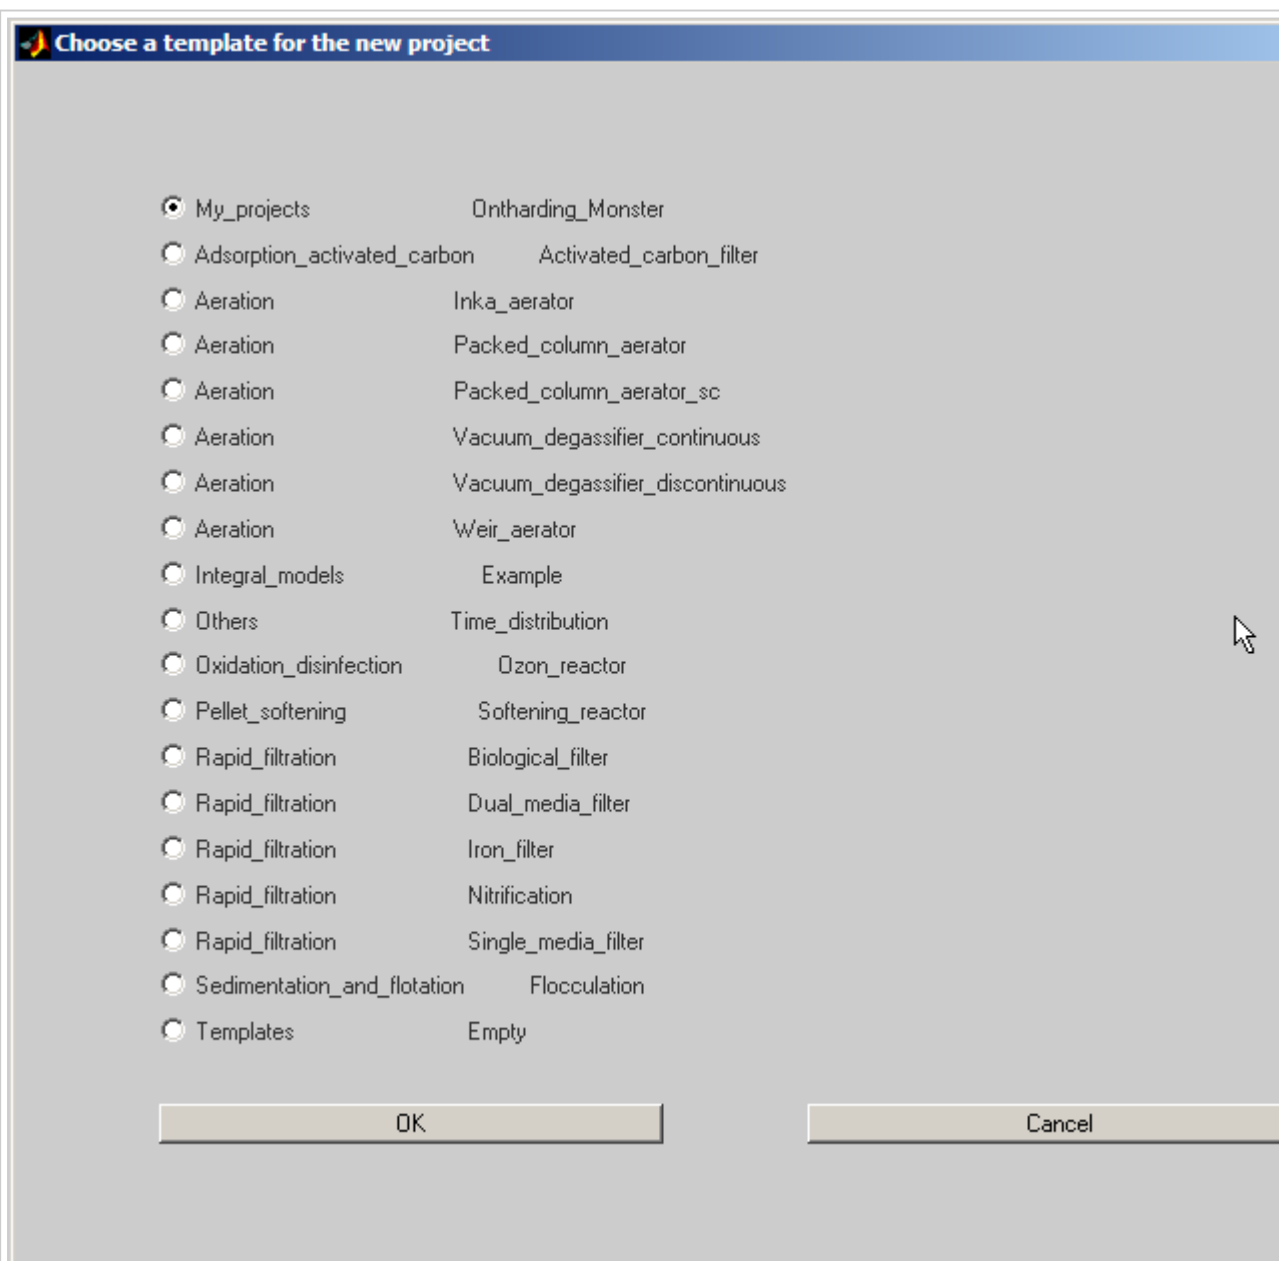 Choose a template for the new project
My_projects Ontharding_Monster
Adsorption_activated_carbon Activated_carbon_filter
Aeration Inka_aerator
Aeration Packed_column_aerator
Aeration Packed_column_aerator_sc
Aeration Vacuum_degassifier_continuous
Aeration Vacuum_degassifier_discontinuous
Aeration Weir_aerator
Integral_models Example
Others Time_distribution
Oxidation_disinfection Ozon_reactor
Pellet_softening Softening_reactor
Rapid_filtration Biological_filter
Rapid_filtration Dual_media_filter
Rapid_filtration Iron_filter
Rapid_filtration Nitrification
Rapid_filtration Single_media_filter
Sedimentation_and_flotation Flocculation
Templates Empty
OK Cancel